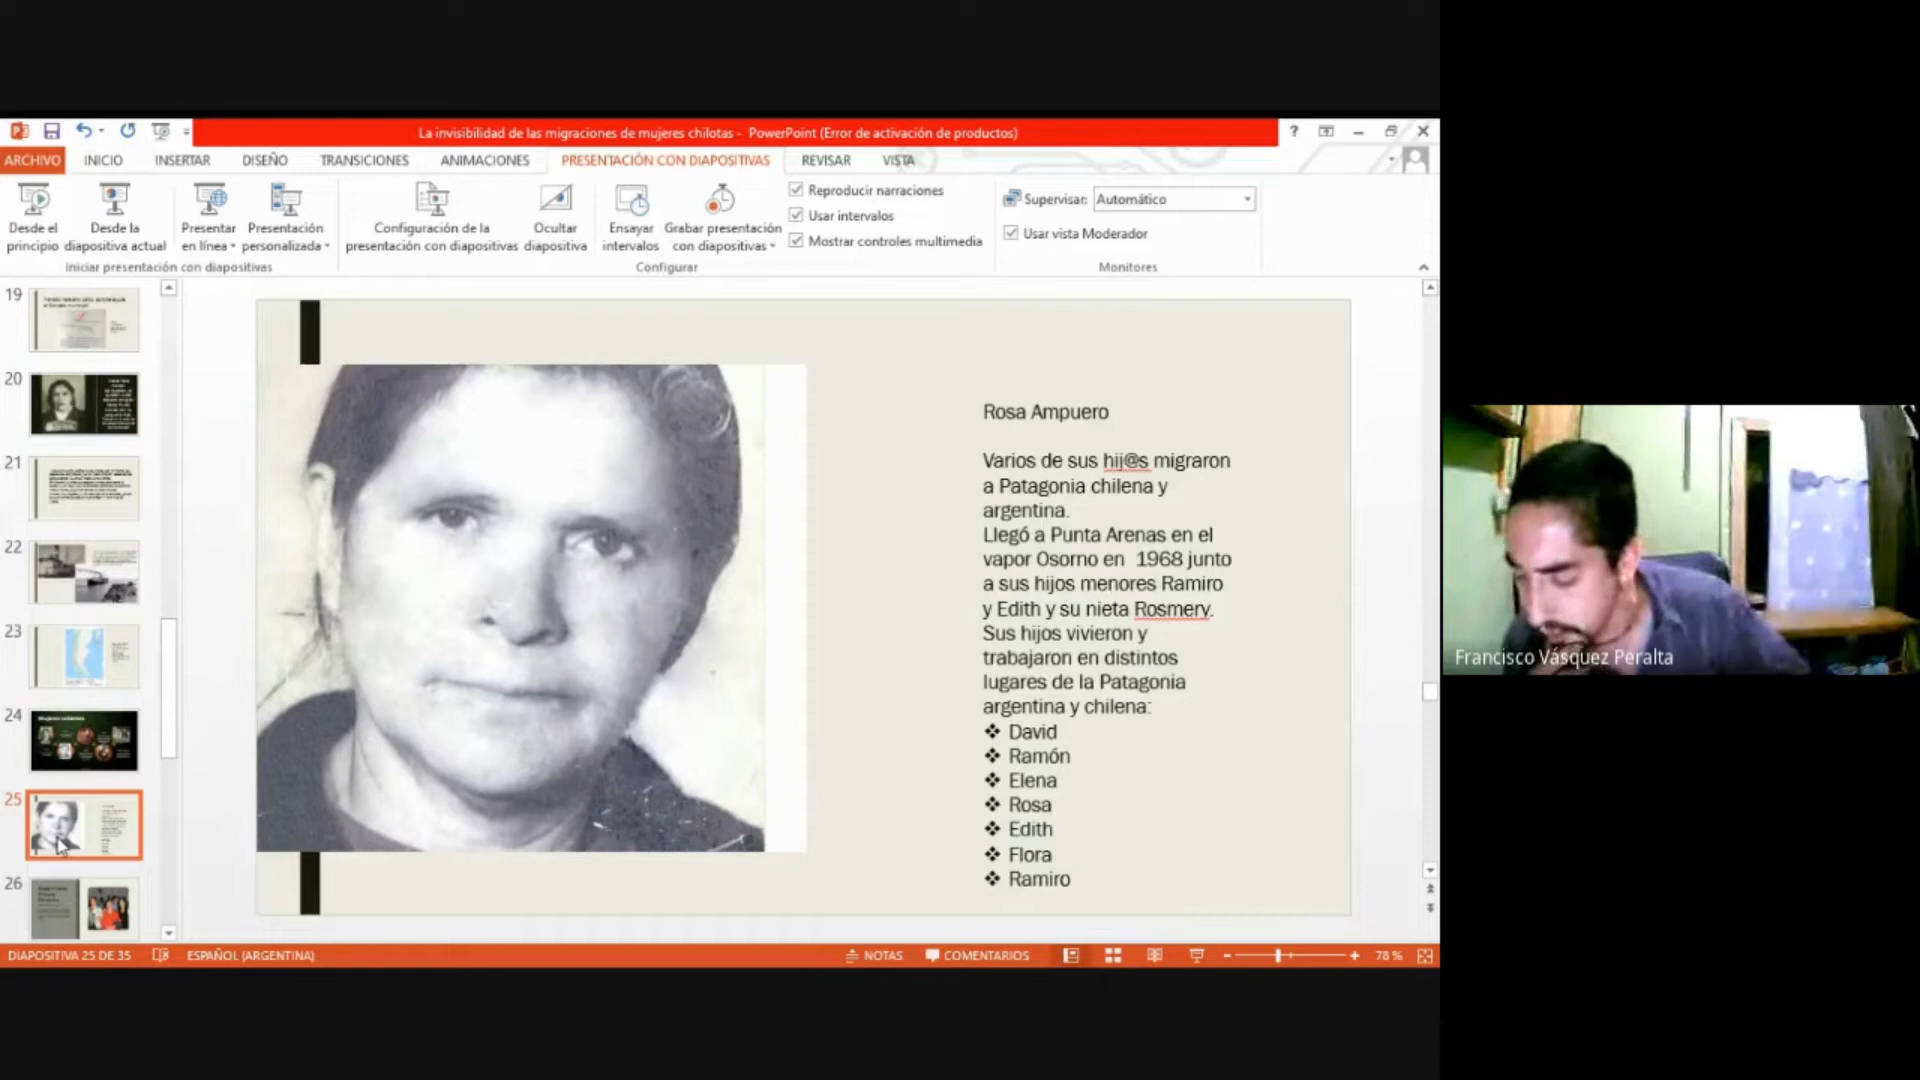 La invisibilidad de las migraciones de mujeres chilotas - PowerPoint (Error de activación de productos)
ARCHIVO INICIO INSERTAR DISEÑO TRANSICIONES ANIMACIONES PRESENTACIÓN CON DIAPOSITIVAS REVISAR VISTA
Desde el principio
Desde la diapositiva actual
Presentar en línea
Presentación personalizada
Configuración de la presentación con diapositivas
Ocultar diapositiva
Ensayar intervalos
Grabar presentación con diapositivas
Reproducir narraciones
Usar intervalos
Mostrar controles multimedia
Supervisar: Automático
Usar vista Moderador
Iniciar presentación con diapositivas
Configurar
Monitores
19
20
21
22
23
24
25
26
Rosa Ampuero
Varios de sus hij@s migraron
a Patagonia chilena y
argentina.
Llegó a Punta Arenas en el
vapor Osorno en 1968 junto
a sus hijos menores Ramiro
y Edith y su nieta Rosmery.
Sus hijos vivieron y
trabajaron en distintos
lugares de la Patagonia
argentina y chilena:
❖ David
❖ Ramón
❖ Elena
❖ Rosa
❖ Edith
❖ Flora
❖ Ramiro
Francisco Vásquez Peralta
DIAPOSITIVA 25 DE 35 ESPAÑOL (ARGENTINA) NOTAS COMENTARIOS 78 %